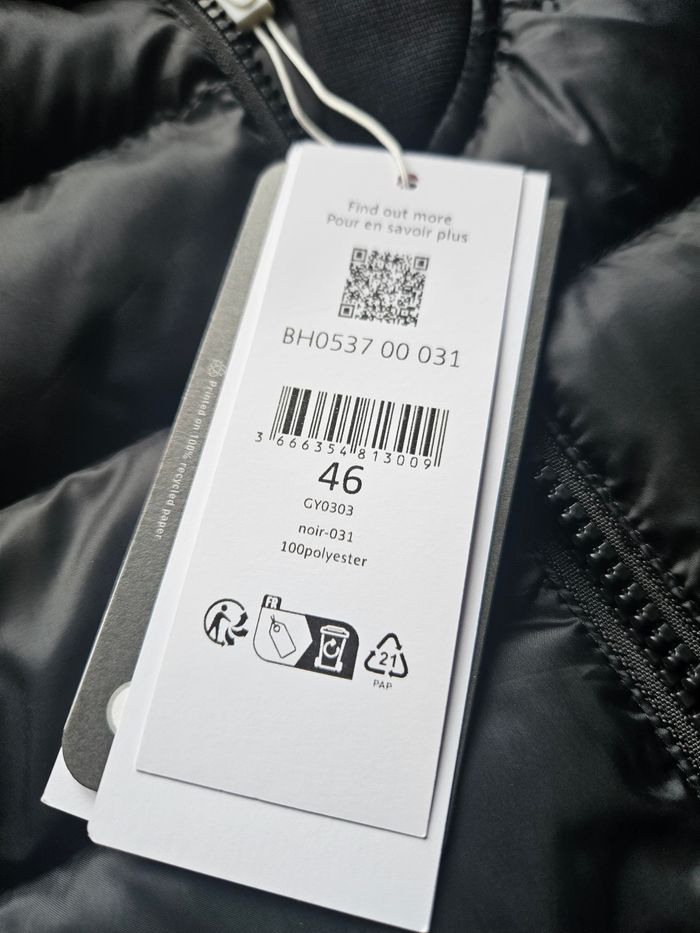 Find out more
Pour en savoir plus
BH0537 00 031
3 666354 813009
46
GY0303
noir-031
100polyester
FR
21
PAP
Printed on 100% recycled paper